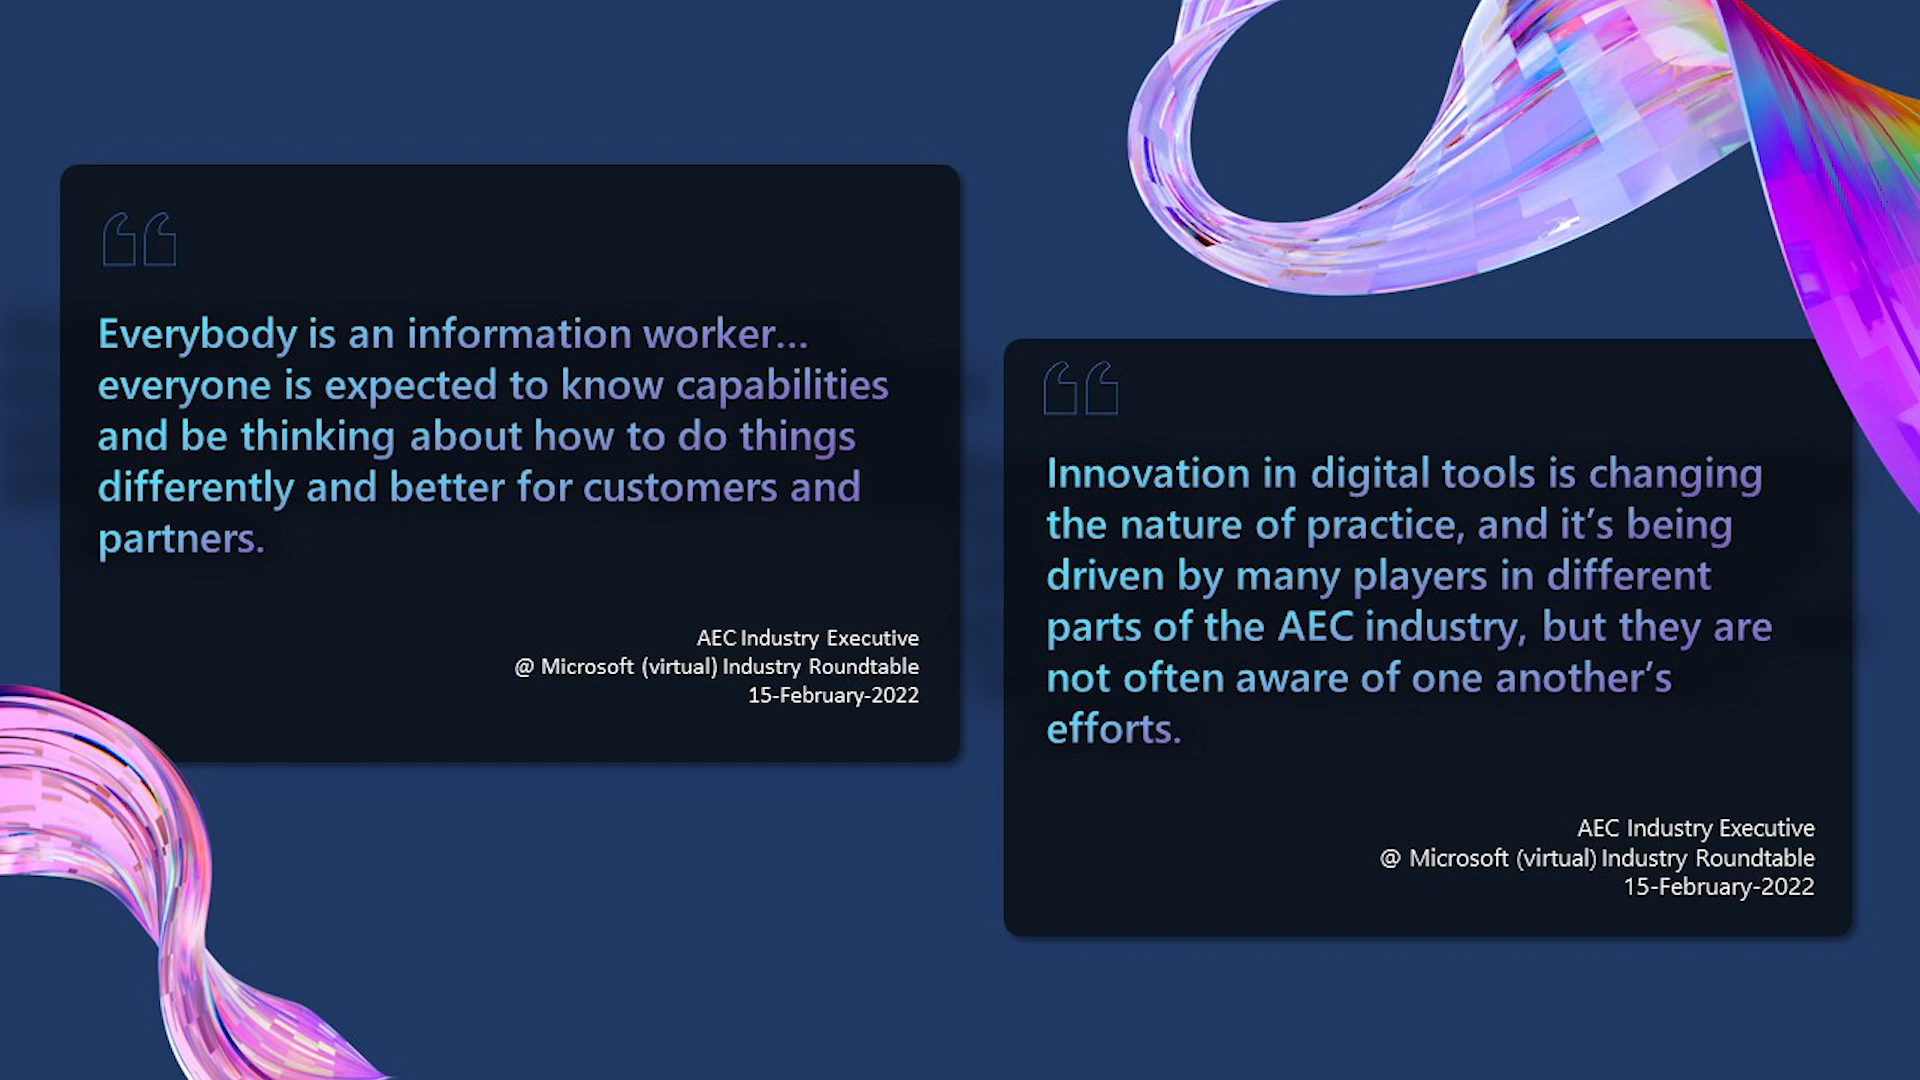 Everybody is an information worker...
everyone is expected to know capabilities
and be thinking about how to do things
differently and better for customers and
partners.
AEC Industry Executive
@ Microsoft (virtual) Industry Roundtable
15-February-2022
Innovation in digital tools is changing
the nature of practice, and it’s being
driven by many players in different
parts of the AEC industry, but they are
not often aware of one another’s
efforts.
AEC Industry Executive
@ Microsoft (virtual) Industry Roundtable
15-February-2022